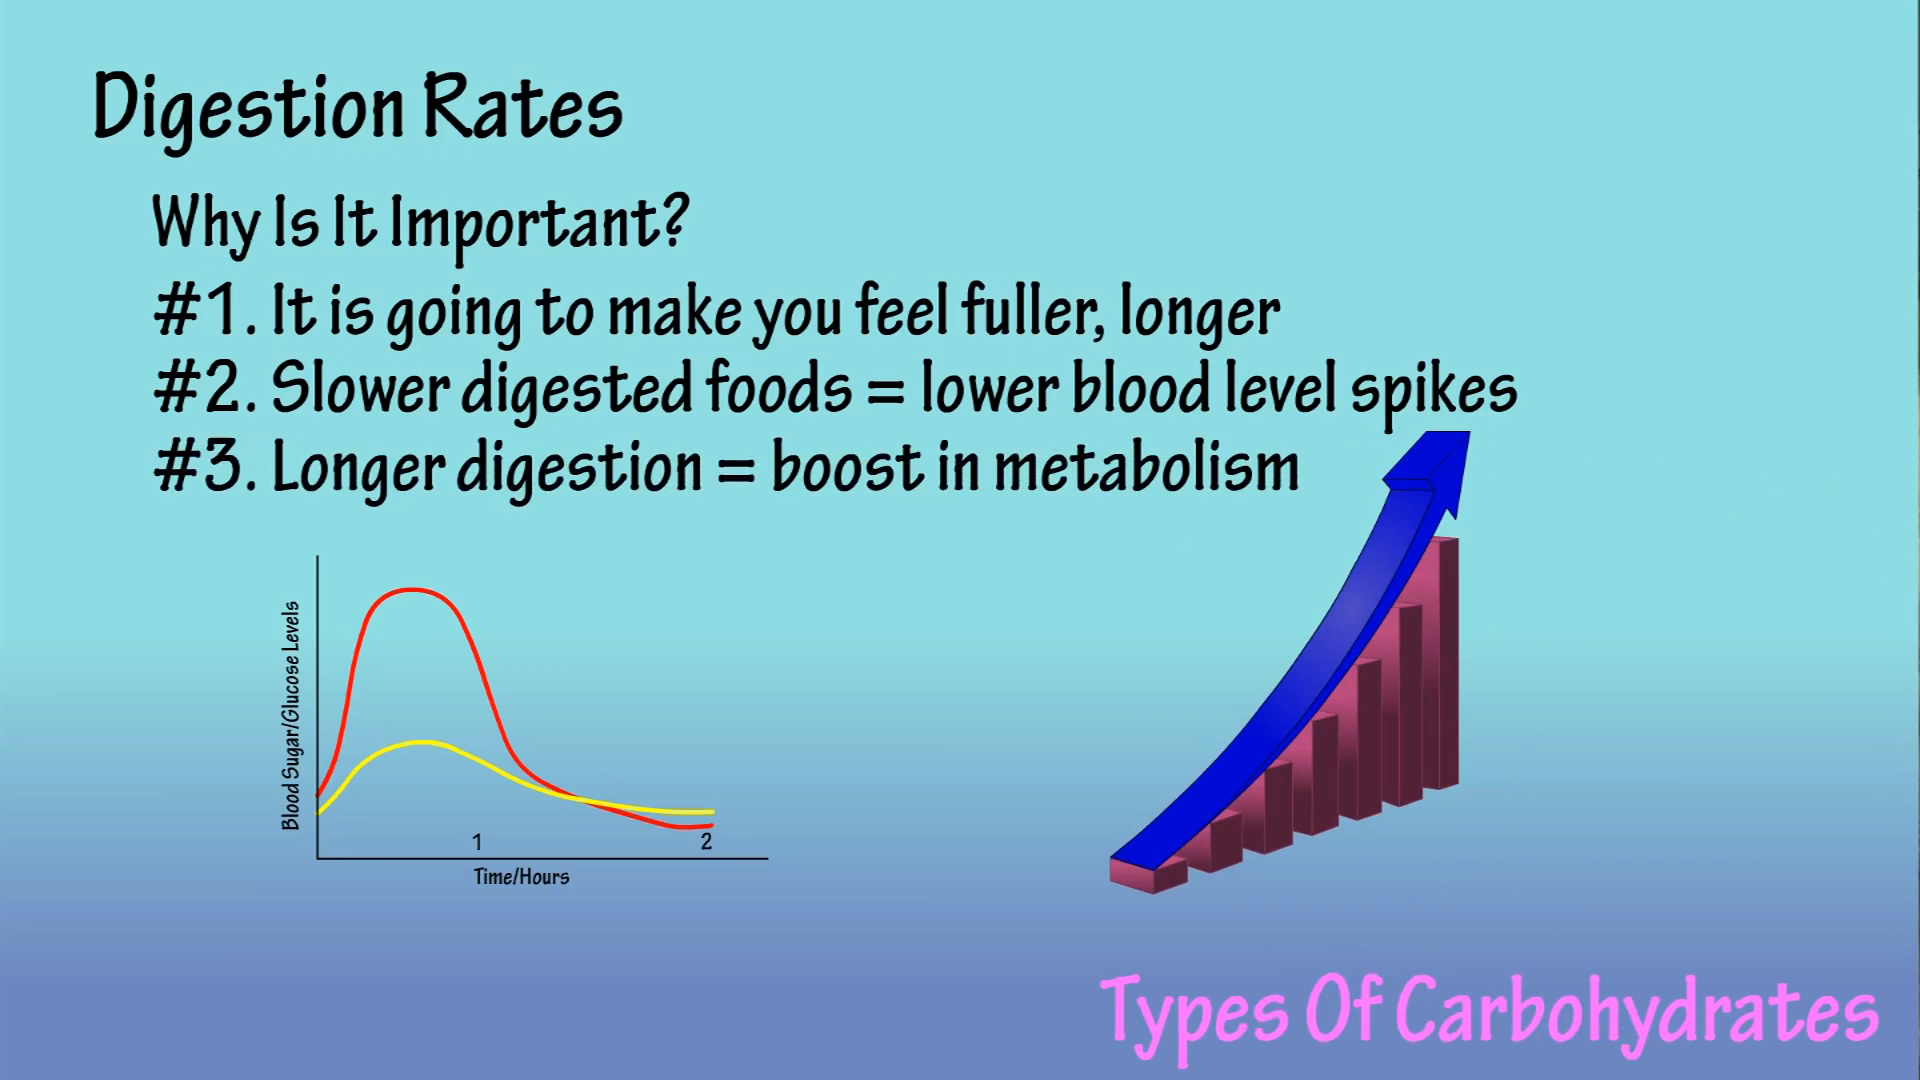 Digestion Rates
Why Is It Important?
#1. It is going to make you feel fuller, longer
#2. Slower digested foods = lower blood level spikes
#3. Longer digestion = boost in metabolism
Blood Sugar/Glucose Levels
1
2
Time/Hours
Types Of Carbohydrates